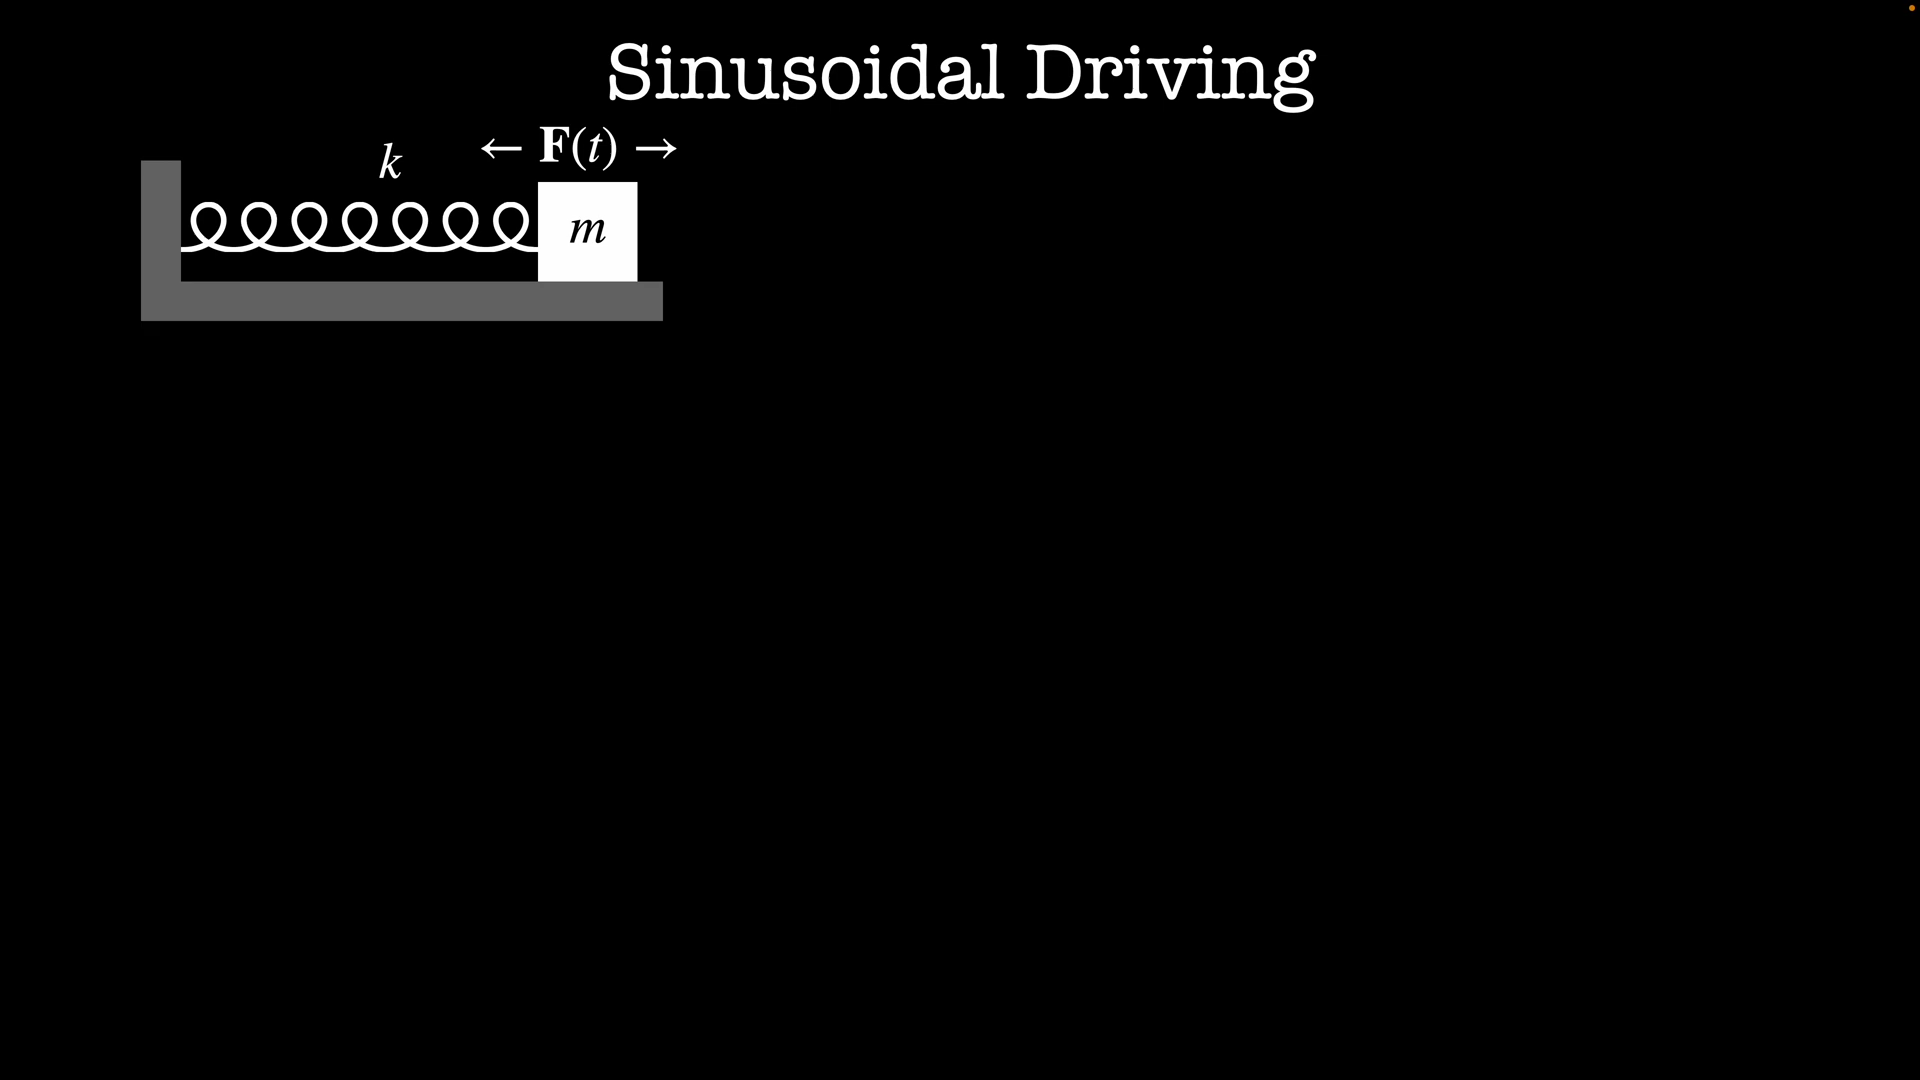 Sinusoidal Driving
← F(t) →
k
m